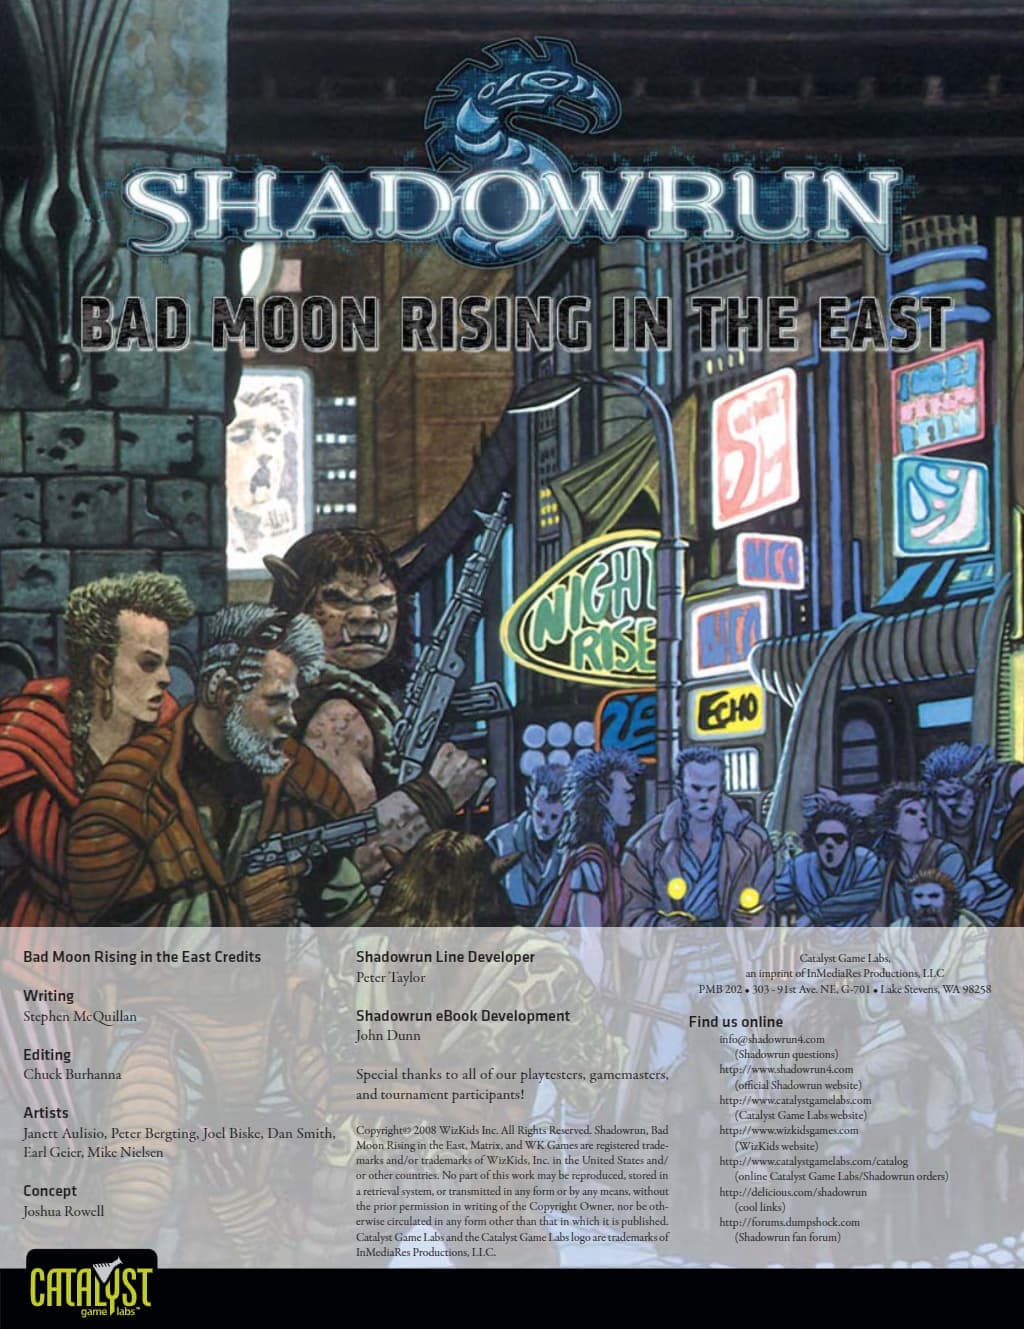 SHADOWRUN
BAD MOON RISING IN THE EAST
NIGHT
RISE
NCO
ECHO
Bad Moon Rising in the East Credits
Writing
Stephen McQuillan
Editing
Chuck Burhanna
Artists
Janett Aulisio, Peter Bergting, Joel Biske, Dan Smith,
Earl Geier, Mike Nielsen
Concept
Joshua Rowell
Shadowrun Line Developer
Peter Taylor
Shadowrun eBook Development
John Dunn
Special thanks to all of our playtesters, gamemasters,
and tournament participants!
Copyright© 2008 WizKids Inc. All Rights Reserved. Shadowrun, Bad
Moon Rising in the East, Matrix, and WK Games are registered trade-
marks and/or trademarks of WizKids, Inc. in the United States and/
or other countries. No part of this work may be reproduced, stored in
a retrieval system, or transmitted in any form or by any means, without
the prior permission in writing of the Copyright Owner, nor be oth-
erwise circulated in any form other than that in which it is published.
Catalyst Game Labs and the Catalyst Game Labs logo are trademarks of
InMediaRes Productions, LLC.
Catalyst Game Labs,
an imprint of InMediaRes Productions, LLC
PMB 202 • 303 - 91st Ave. NE, G-701 • Lake Stevens, WA 98258
Find us online
info@shadowrun4.com
(Shadowrun questions)
http://www.shadowrun4.com
(official Shadowrun website)
http://www.catalystgamelabs.com
(Catalyst Game Labs website)
http://www.wizkidsgames.com
(WizKids website)
http://www.catalystgamelabs.com/catalog
(online Catalyst Game Labs/Shadowrun orders)
http://delicious.com/shadowrun
(cool links)
http://forums.dumpshock.com
(Shadowrun fan forum)
CATALYST
game labs™